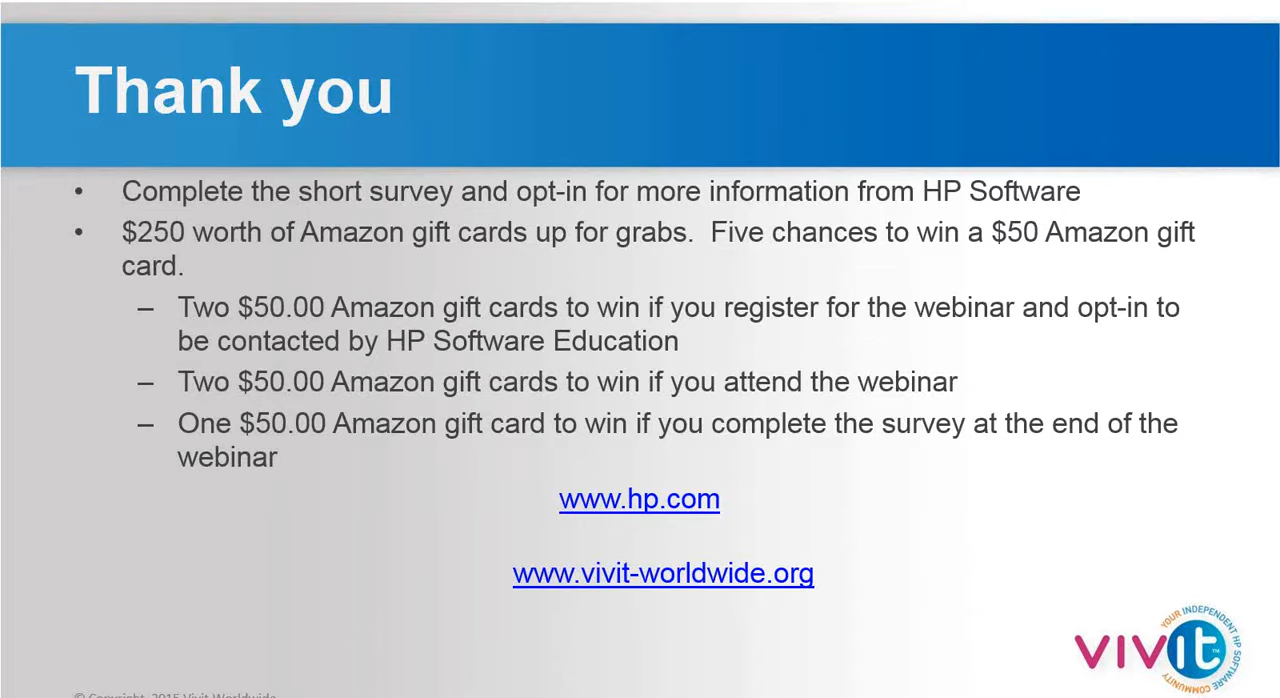 Thank you
• Complete the short survey and opt-in for more information from HP Software
• $250 worth of Amazon gift cards up for grabs.  Five chances to win a $50 Amazon gift
card.
– Two $50.00 Amazon gift cards to win if you register for the webinar and opt-in to
be contacted by HP Software Education
– Two $50.00 Amazon gift cards to win if you attend the webinar
– One $50.00 Amazon gift card to win if you complete the survey at the end of the
webinar
www.hp.com
www.vivit-worldwide.org
vivit™
YOUR INDEPENDENT HP SOFTWARE COMMUNITY
© Copyright 2015 Vivit Worldwide